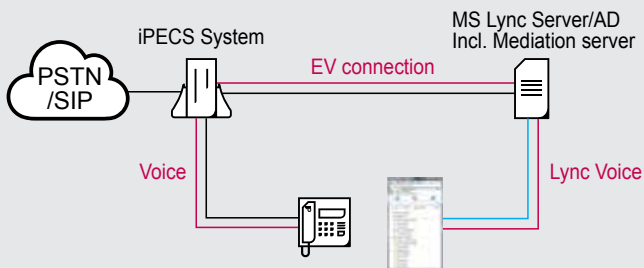 MS Lync Server/AD
iPECS System
Incl. Mediation server
PSTN
/SIP
EV connection
Voice
Lync Voice